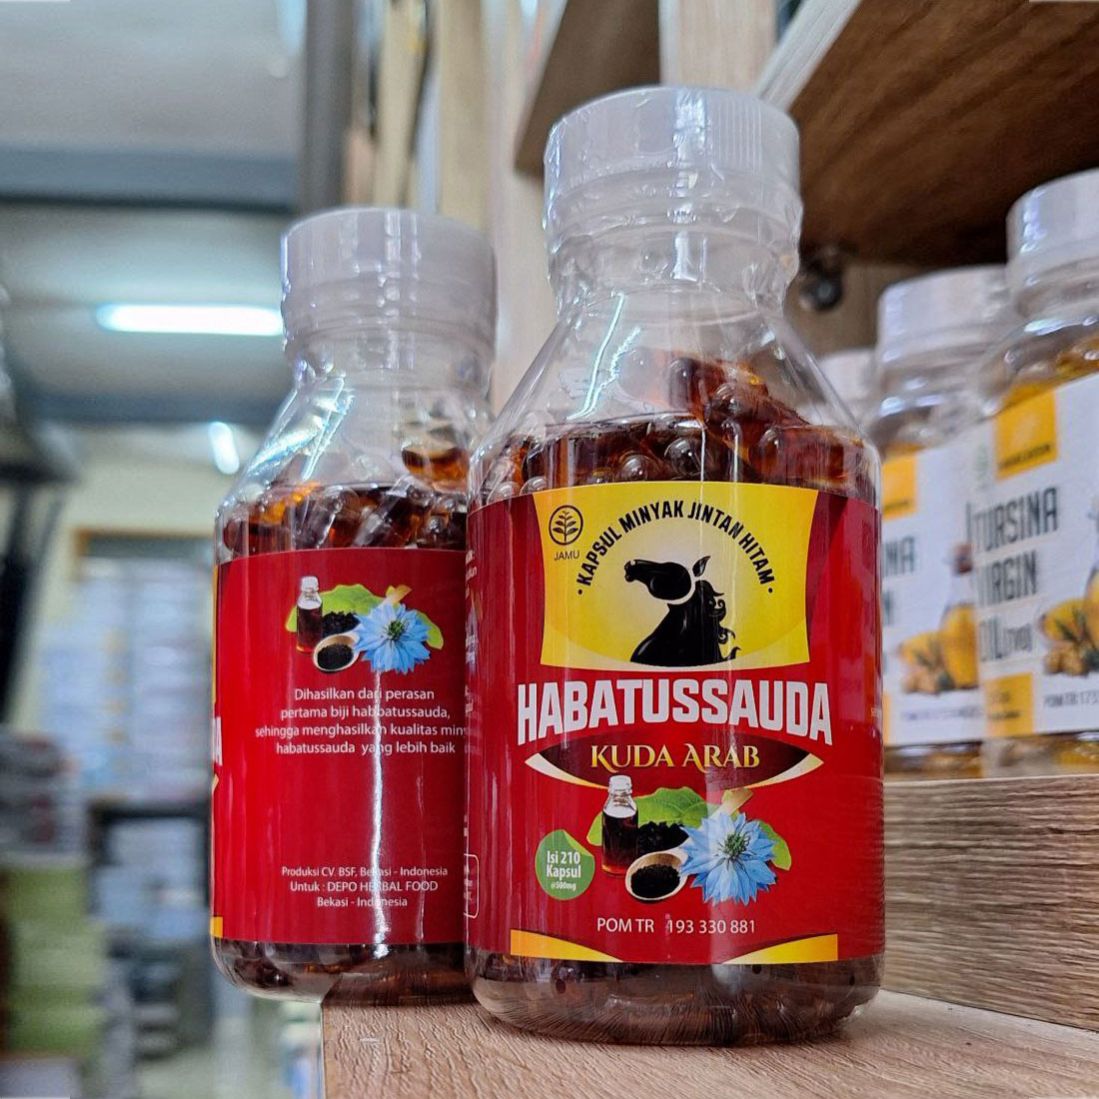 JAMU
KAPSUL MINYAK JINTAN HITAM
HABATUSSAUDA
KUDA ARAB
Isi 210
Kapsul
@500mg
POM TR 193 330 881
Dihasilkan dari perasan
pertama biji habbatussauda,
sehingga menghasilkan kualitas miny
habatussauda yang lebih baik
Produksi CV. BSF, Bekasi - Indonesia
Untuk : DEPO HERBAL FOOD
Bekasi - Indonesia
TURSINA
VIRGIN
OIL